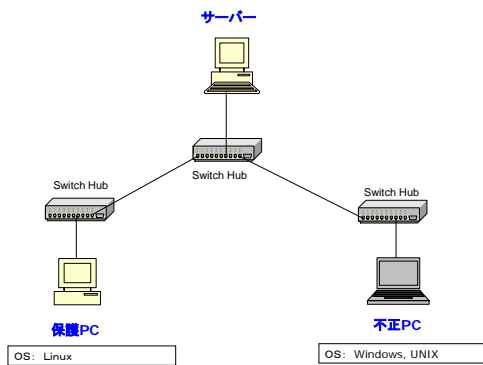 サーバー
Switch Hub
Switch Hub
Switch Hub
保護PC
不正PC
OS: Linux
OS: Windows, UNIX